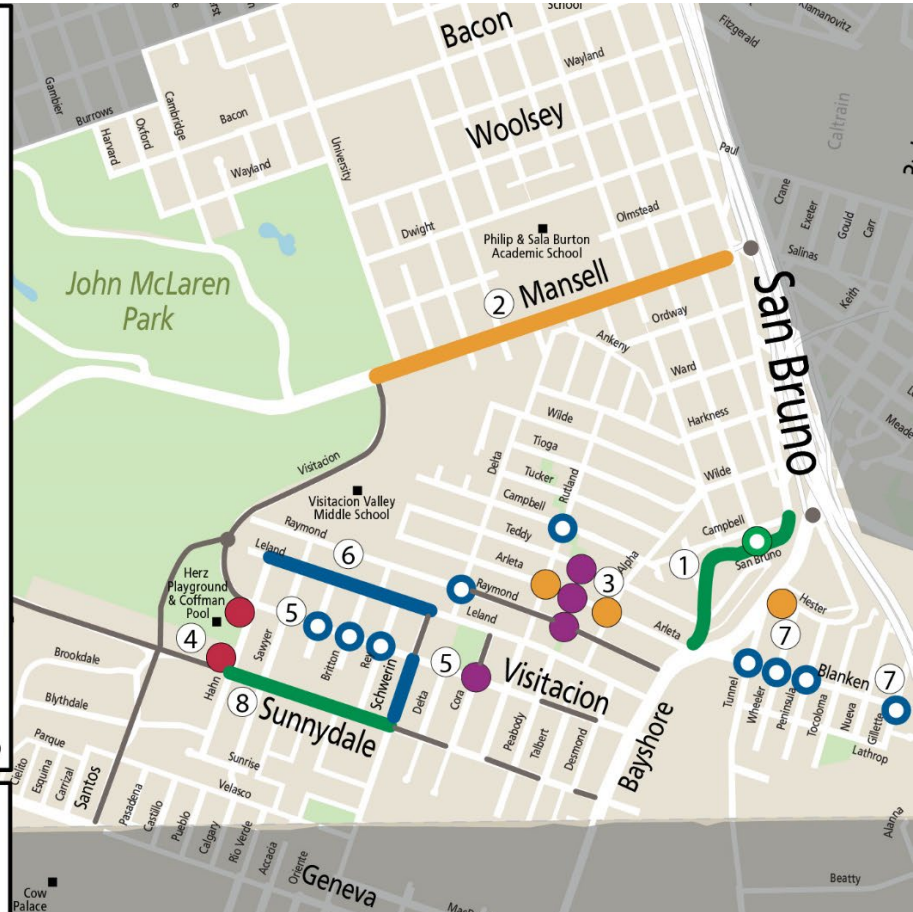 Bacon
School
Fitzgerald
Klamanovitz
Wayland
Gambier
Burrows
Harvard
Oxford
Cambridge
Bacon
Wayland
University
Woolsey
Paul
Caltrain
Crane
Exeter
Gould
Carr
Salinas
Keith
Dwight
Olmstead
Philip & Sala Burton
Academic School
John McLaren
Park
2
Mansell
Ordway
Ankeny
San Bruno
Ward
Harkness
Wilde
Wilde
Tioga
Tucker
Delta
Rutland
Campbell
Teddy
Visitacion
Visitacion Valley
Middle School
Campbell
San Bruno
1
Raymond
Leland
6
Arleta
Alpha
3
Raymond
Leland
Arleta
Hester
7
Herz
Playground
& Coffman
Pool
4
Sawyer
5
Britton
Rey
Schwerin
Delta
5
Cora
Visitacion
Tunnel
Wheeler
Peninsula
Tocoloma
Blanken
Nueva
Gillette
7
Lathrop
Brookdale
Blythdale
Parque
Hahn
8
Sunnydale
Peabody
Talbert
Desmond
Bayshore
Cielito
Esquina
Carrizal
Santos
Sunrise
Velasco
Pasadena
Castillo
Pueblo
Calgary
Rio Verde
Accacia
Oriente
Geneva
Cow
Palace
Alanna
Beatty